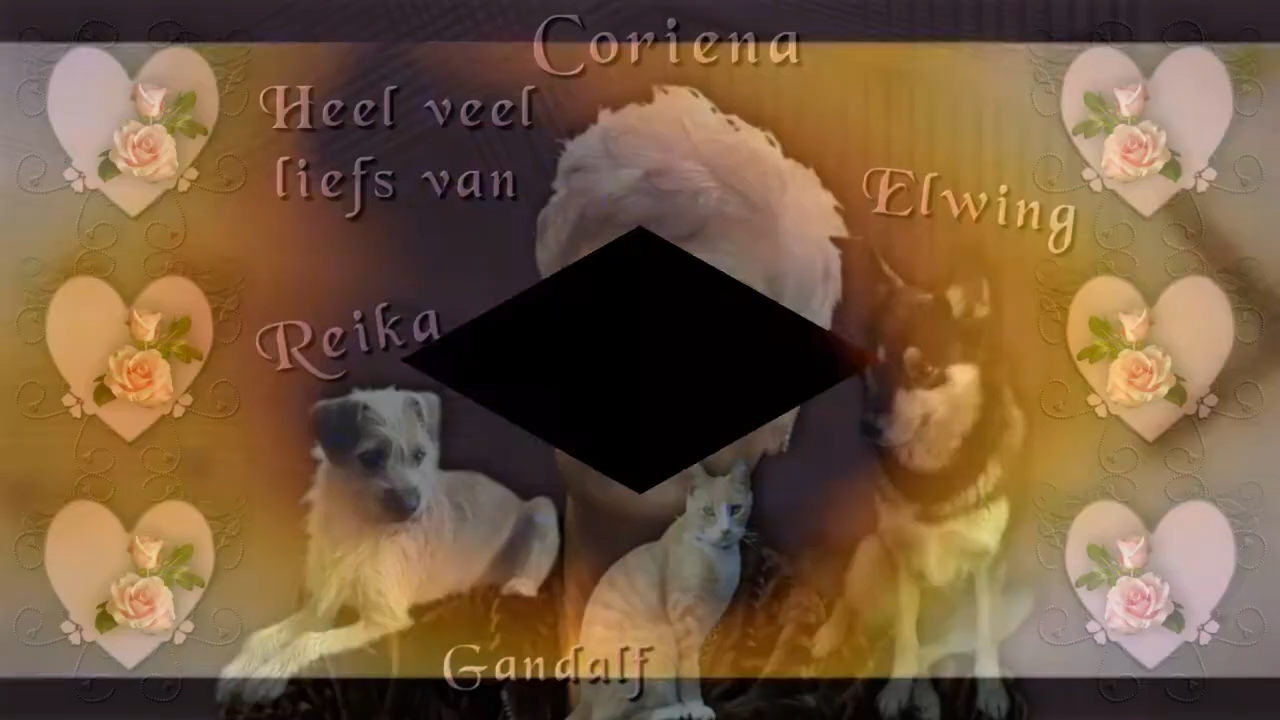 Coriena
Heel veel
liefs van
Elwing
Reika
Gandalf